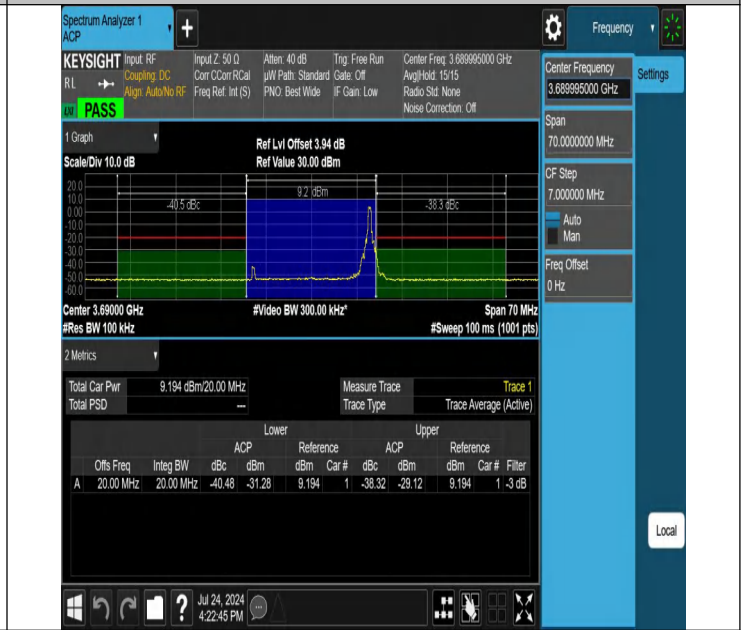 Spectrum Analyzer 1
ACP
+
Frequency
KEYSIGHT
RL
PASS
Input: RF
Coupling: DC
Align: Auto/No RF
Input Z: 50 Ω
Corr CCorr RCal
Freq Ref: Int (S)
Atten: 40 dB
µW Path: Standard
PNO: Best Wide
Trig: Free Run
Gate: Off
IF Gain: Low
Center Freq: 3.689995000 GHz
Avg|Hold: 15/15
Radio Std: None
Noise Correction: Off
Center Frequency
3.689995000 GHz
Settings
Span
70.0000000 MHz
CF Step
7.000000 MHz
Auto
Man
Freq Offset
0 Hz
1 Graph
Scale/Div 10.0 dB
Ref Lvl Offset 3.94 dB
Ref Value 30.00 dBm
20.0
10.0
0.00
-10.0
-20.0
-30.0
-40.0
-50.0
-60.0
-40.5 dBc
9.2 dBm
-38.3 dBc
Center 3.69000 GHz
#Video BW 300.00 kHz*
Span 70 MHz
#Res BW 100 kHz
#Sweep 100 ms (1001 pts)
2 Metrics
Total Car Pwr 9.194 dBm/20.00 MHz
Total PSD ---
Measure Trace Trace 1
Trace Type Trace Average (Active)
Lower Upper
ACP Reference ACP Reference
Offs Freq Integ BW dBc dBm dBm Car # dBc dBm dBm Car # Filter
A 20.00 MHz 20.00 MHz -40.48 -31.28 9.194 1 -38.32 -29.12 9.194 1 -3 dB
Local
?
Jul 24, 2024
4:22:45 PM